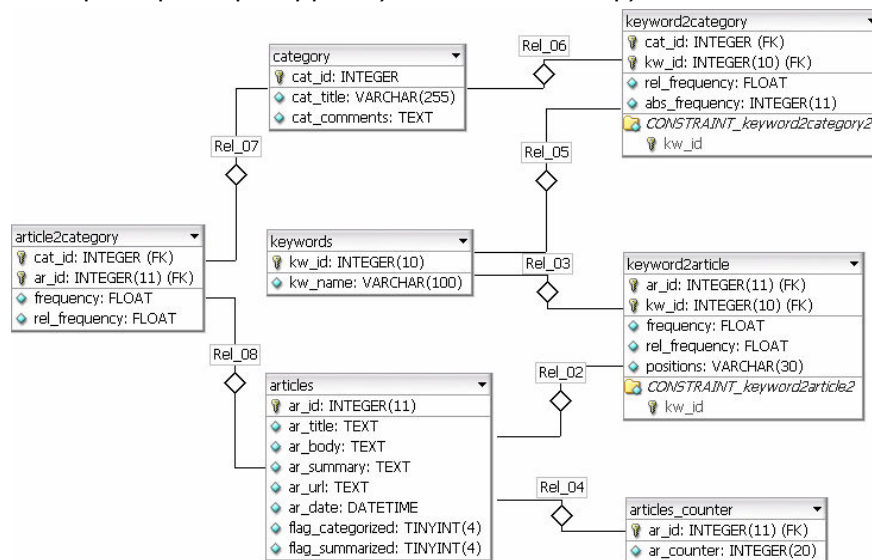 keyword2category
cat_id: INTEGER (FK)
kw_id: INTEGER(10) (FK)
rel_frequency: FLOAT
abs_frequency: INTEGER(11)
CONSTRAINT_keyword2category2
kw_id
Rel_06
category
cat_id: INTEGER
cat_title: VARCHAR(255)
cat_comments: TEXT
Rel_07
Rel_05
article2category
cat_id: INTEGER (FK)
ar_id: INTEGER(11) (FK)
frequency: FLOAT
rel_frequency: FLOAT
keywords
kw_id: INTEGER(10)
kw_name: VARCHAR(100)
Rel_03
keyword2article
ar_id: INTEGER(11) (FK)
kw_id: INTEGER(10) (FK)
frequency: FLOAT
rel_frequency: FLOAT
positions: VARCHAR(30)
CONSTRAINT_keyword2article2
kw_id
Rel_08
Rel_02
articles
ar_id: INTEGER(11)
ar_title: TEXT
ar_body: TEXT
ar_summary: TEXT
ar_url: TEXT
ar_date: DATETIME
flag_categorized: TINYINT(4)
flag_summarized: TINYINT(4)
Rel_04
articles_counter
ar_id: INTEGER(11) (FK)
ar_counter: INTEGER(20)